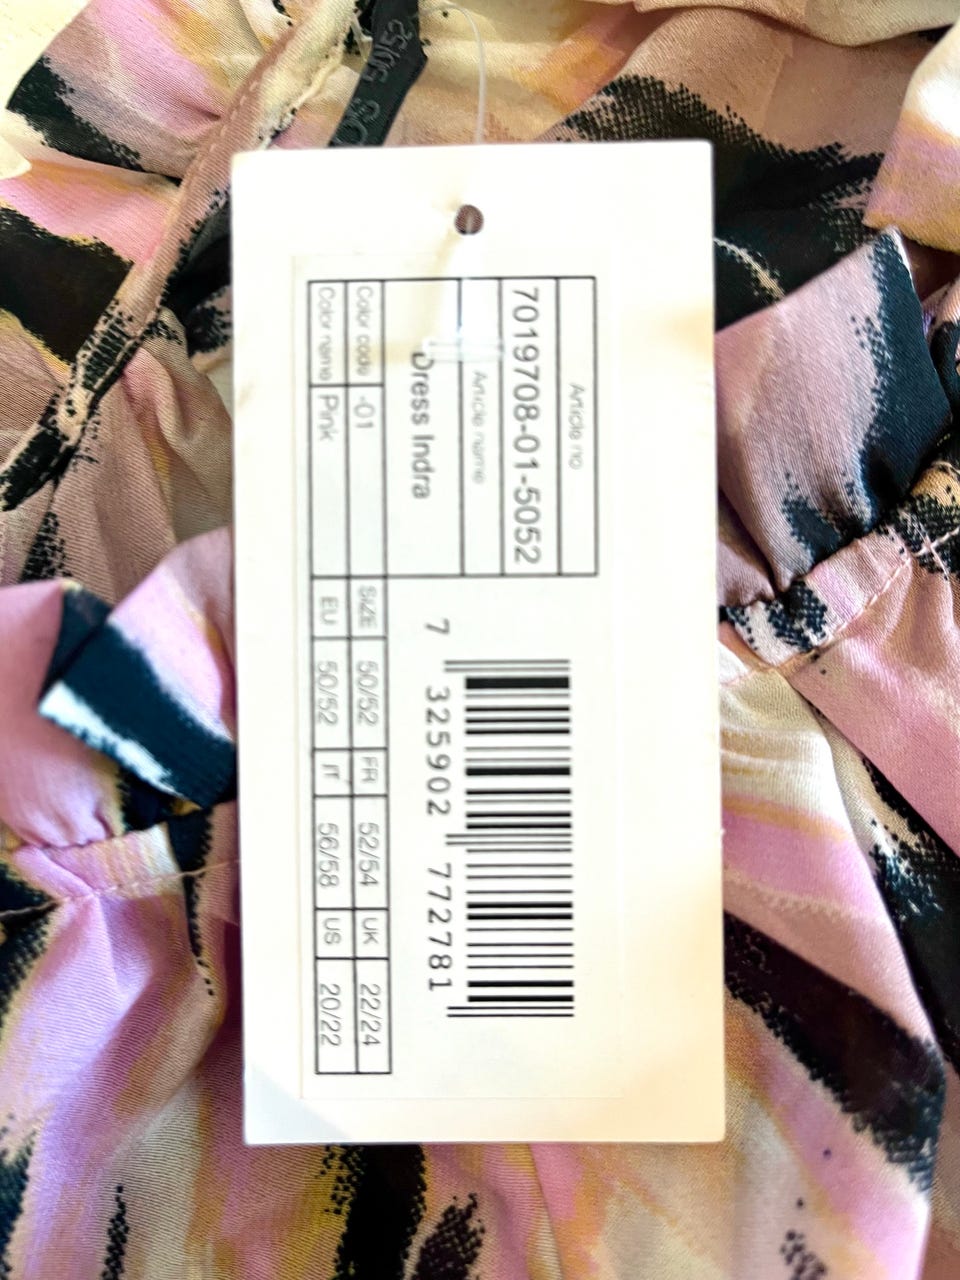 Article no
7019708-01-5052
Article name
Dress Indra
Color code -01
Color name Pink
7 325902 772781
SIZE 50/52 FR 52/54 UK 22/24
EU 50/52 IT 56/58 US 20/22